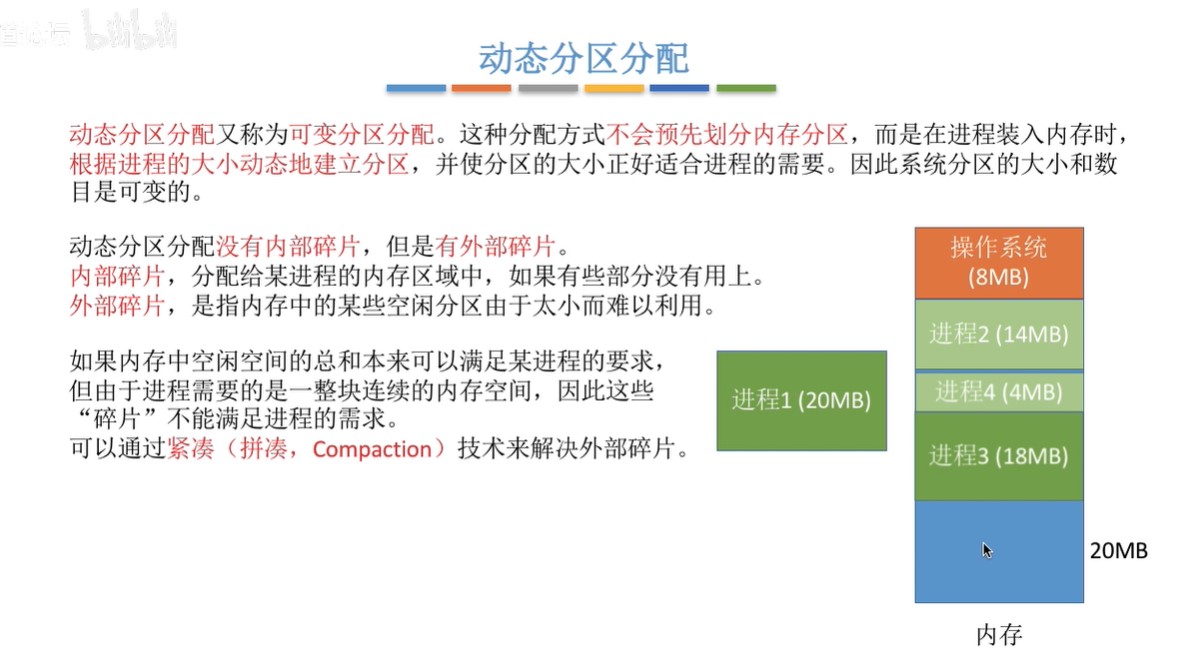 bilibili
动态分区分配
动态分区分配又称为可变分区分配。这种分配方式不会预先划分内存分区，而是在进程装入内存时，
根据进程的大小动态地建立分区，并使分区的大小正好适合进程的需要。因此系统分区的大小和数
目是可变的。
动态分区分配没有内部碎片，但是有外部碎片。
内部碎片，分配给某进程的内存区域中，如果有些部分没有用上。
外部碎片，是指内存中的某些空闲分区由于太小而难以利用。
如果内存中空闲空间的总和本来可以满足某进程的要求，
但由于进程需要的是一整块连续的内存空间，因此这些
“碎片”不能满足进程的需求。
可以通过紧凑（拼凑，Compaction）技术来解决外部碎片。
进程1 (20MB)
操作系统
(8MB)
进程2 (14MB)
进程4 (4MB)
进程3 (18MB)
20MB
内存